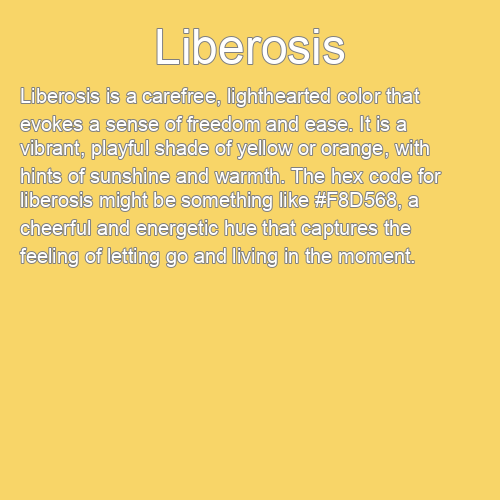 Liberosis
Liberosis is a carefree, lighthearted color that
evokes a sense of freedom and ease. It is a
vibrant, playful shade of yellow or orange, with
hints of sunshine and warmth. The hex code for
liberosis might be something like #F8D568, a
cheerful and energetic hue that captures the
feeling of letting go and living in the moment.